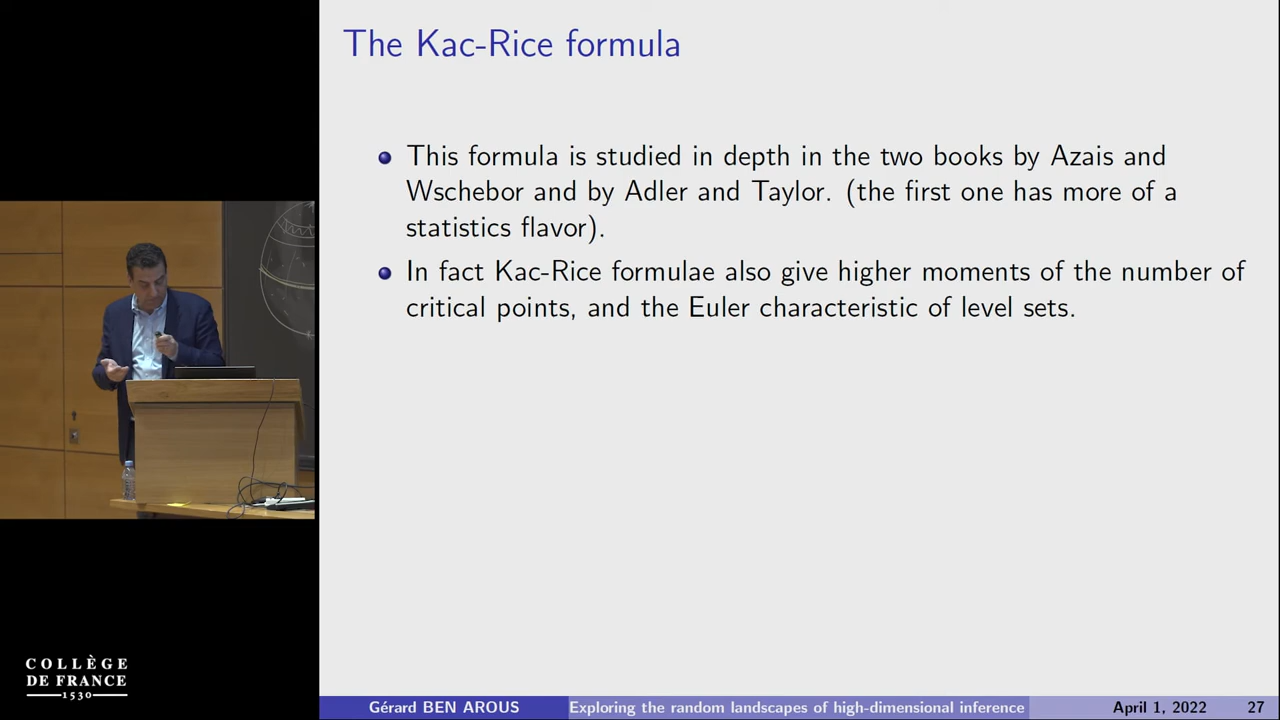 The Kac-Rice formula
This formula is studied in depth in the two books by Azais and
Wschebor and by Adler and Taylor. (the first one has more of a
statistics flavor).
In fact Kac-Rice formulae also give higher moments of the number of
critical points, and the Euler characteristic of level sets.
COLLÈGE
DE FRANCE
1530
Gérard BEN AROUS Exploring the random landscapes of high-dimensional inference April 1, 2022 27